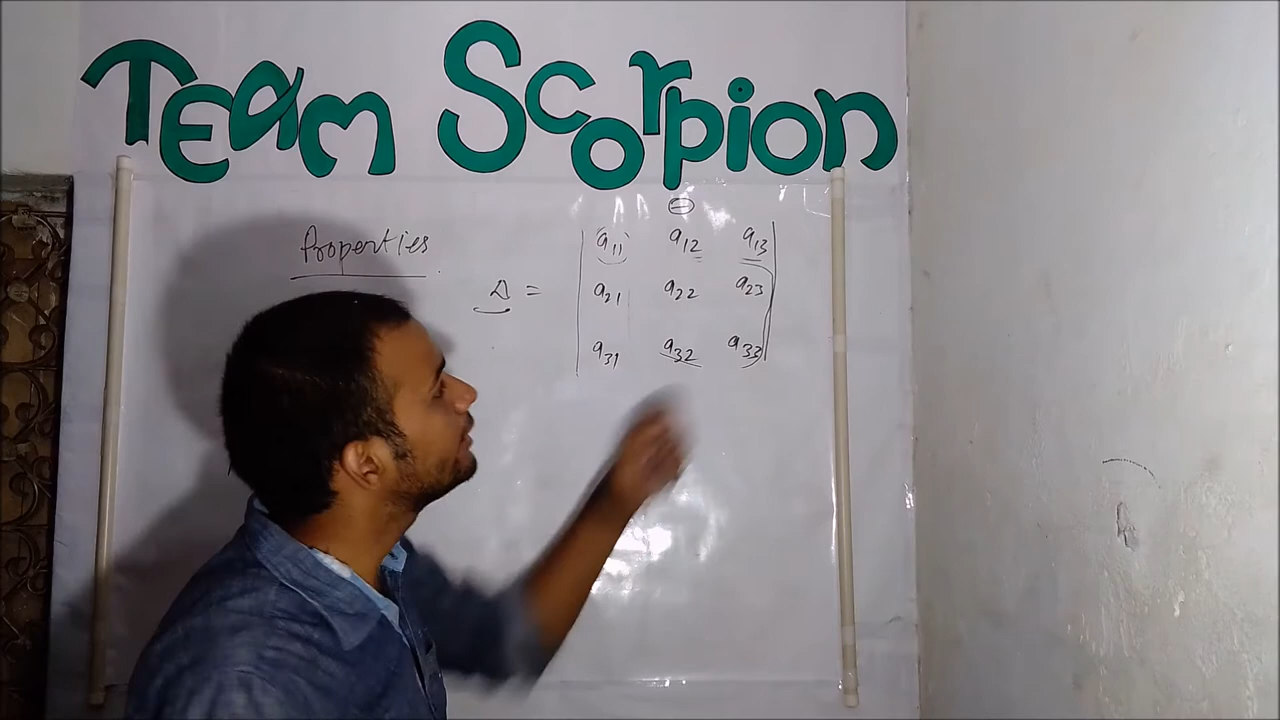 Team Scorpion
Properties
Δ =
a11 a12 a13
a21 a22 a23
a31 a32 a33